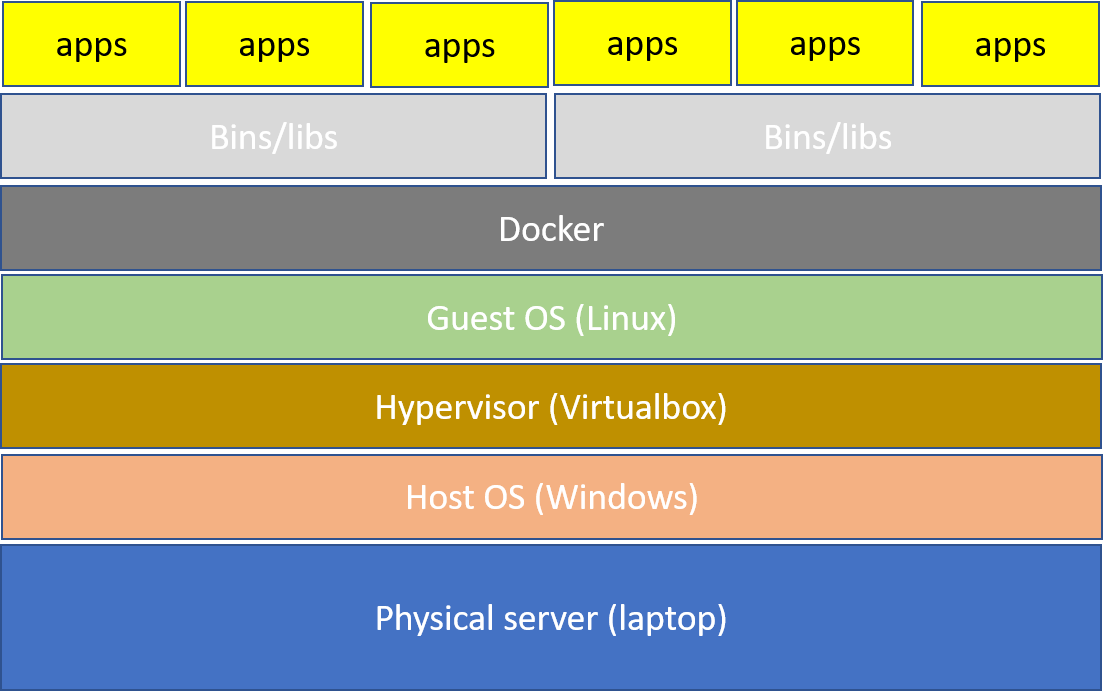 apps
apps
apps
apps
apps
apps
Bins/libs
Bins/libs
Docker
Guest OS (Linux)
Hypervisor (Virtualbox)
Host OS (Windows)
Physical server (laptop)